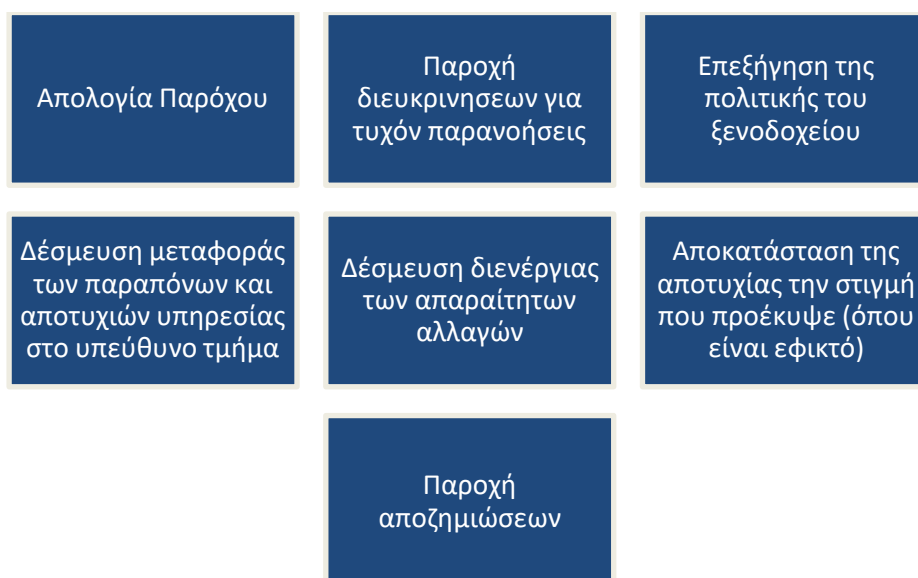 Απολογία Παρόχου
Παροχή
διευκρινησεων για
τυχόν παρανοήσεις
Επεξήγηση της
πολιτικής του
ξενοδοχείου
Δέσμευση μεταφοράς
των παραπόνων και
αποτυχιών υπηρεσίας
στο υπεύθυνο τμήμα
Δέσμευση διενέργιας
των απαραίτητων
αλλαγών
Αποκατάσταση της
αποτυχίας την στιγμή
που προέκυψε (όπου
είναι εφικτό)
Παροχή
αποζημιώσεων